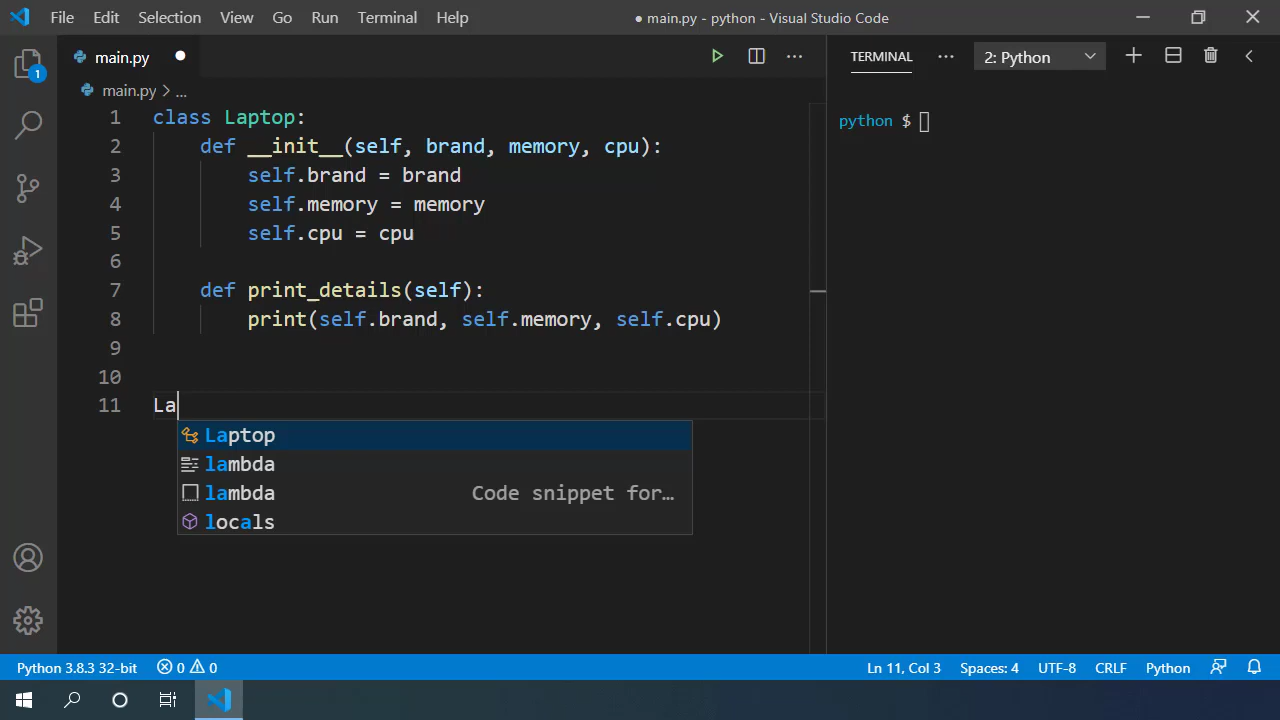 File Edit Selection View Go Run Terminal Help ● main.py - python - Visual Studio Code
main.py ●
TERMINAL ... 2: Python
main.py > ...
python $
1 class Laptop:
2 def __init__(self, brand, memory, cpu):
3 self.brand = brand
4 self.memory = memory
5 self.cpu = cpu
6
7 def print_details(self):
8 print(self.brand, self.memory, self.cpu)
9
10
11 La
Laptop
lambda
lambda Code snippet for…
locals
1
Python 3.8.3 32-bit 0 0 Ln 11, Col 3 Spaces: 4 UTF-8 CRLF Python